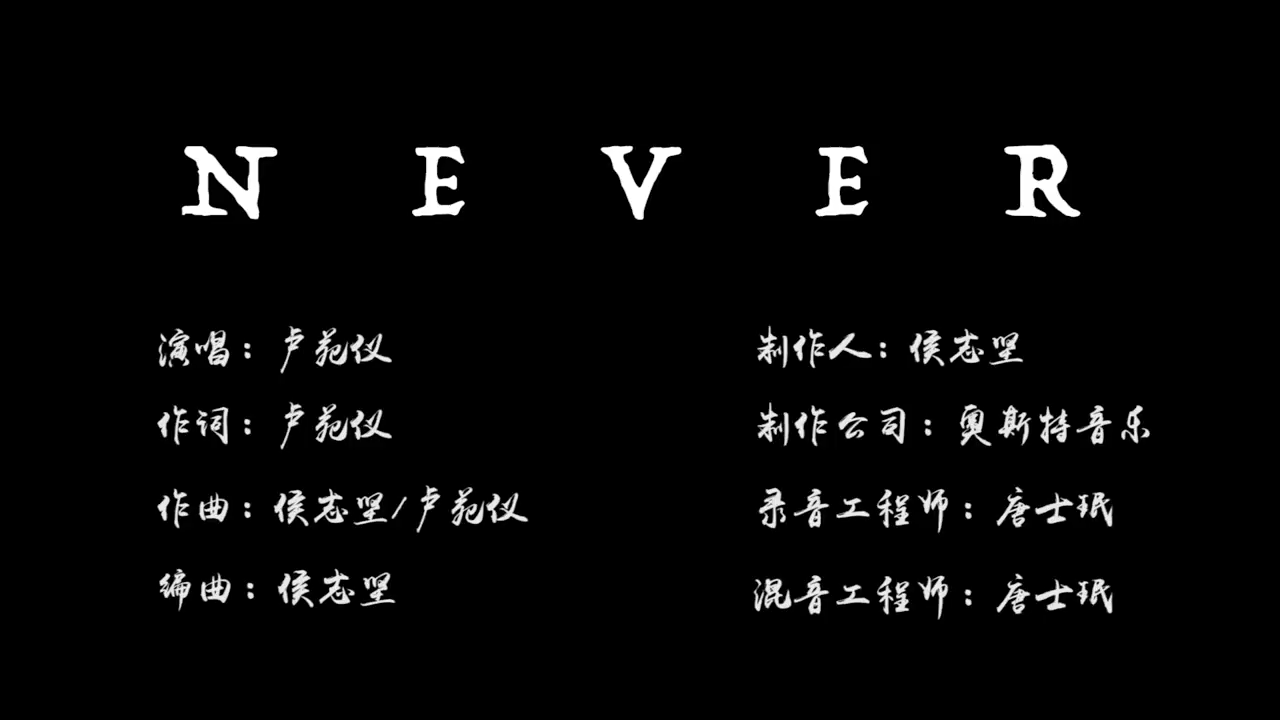 N E V E R
演唱：卢苑仪
作词：卢苑仪
作曲：侯志坚/卢苑仪
编曲：侯志坚
制作人：侯志坚
制作公司：奥斯特音乐
录音工程师：唐士珉
混音工程师：唐士珉